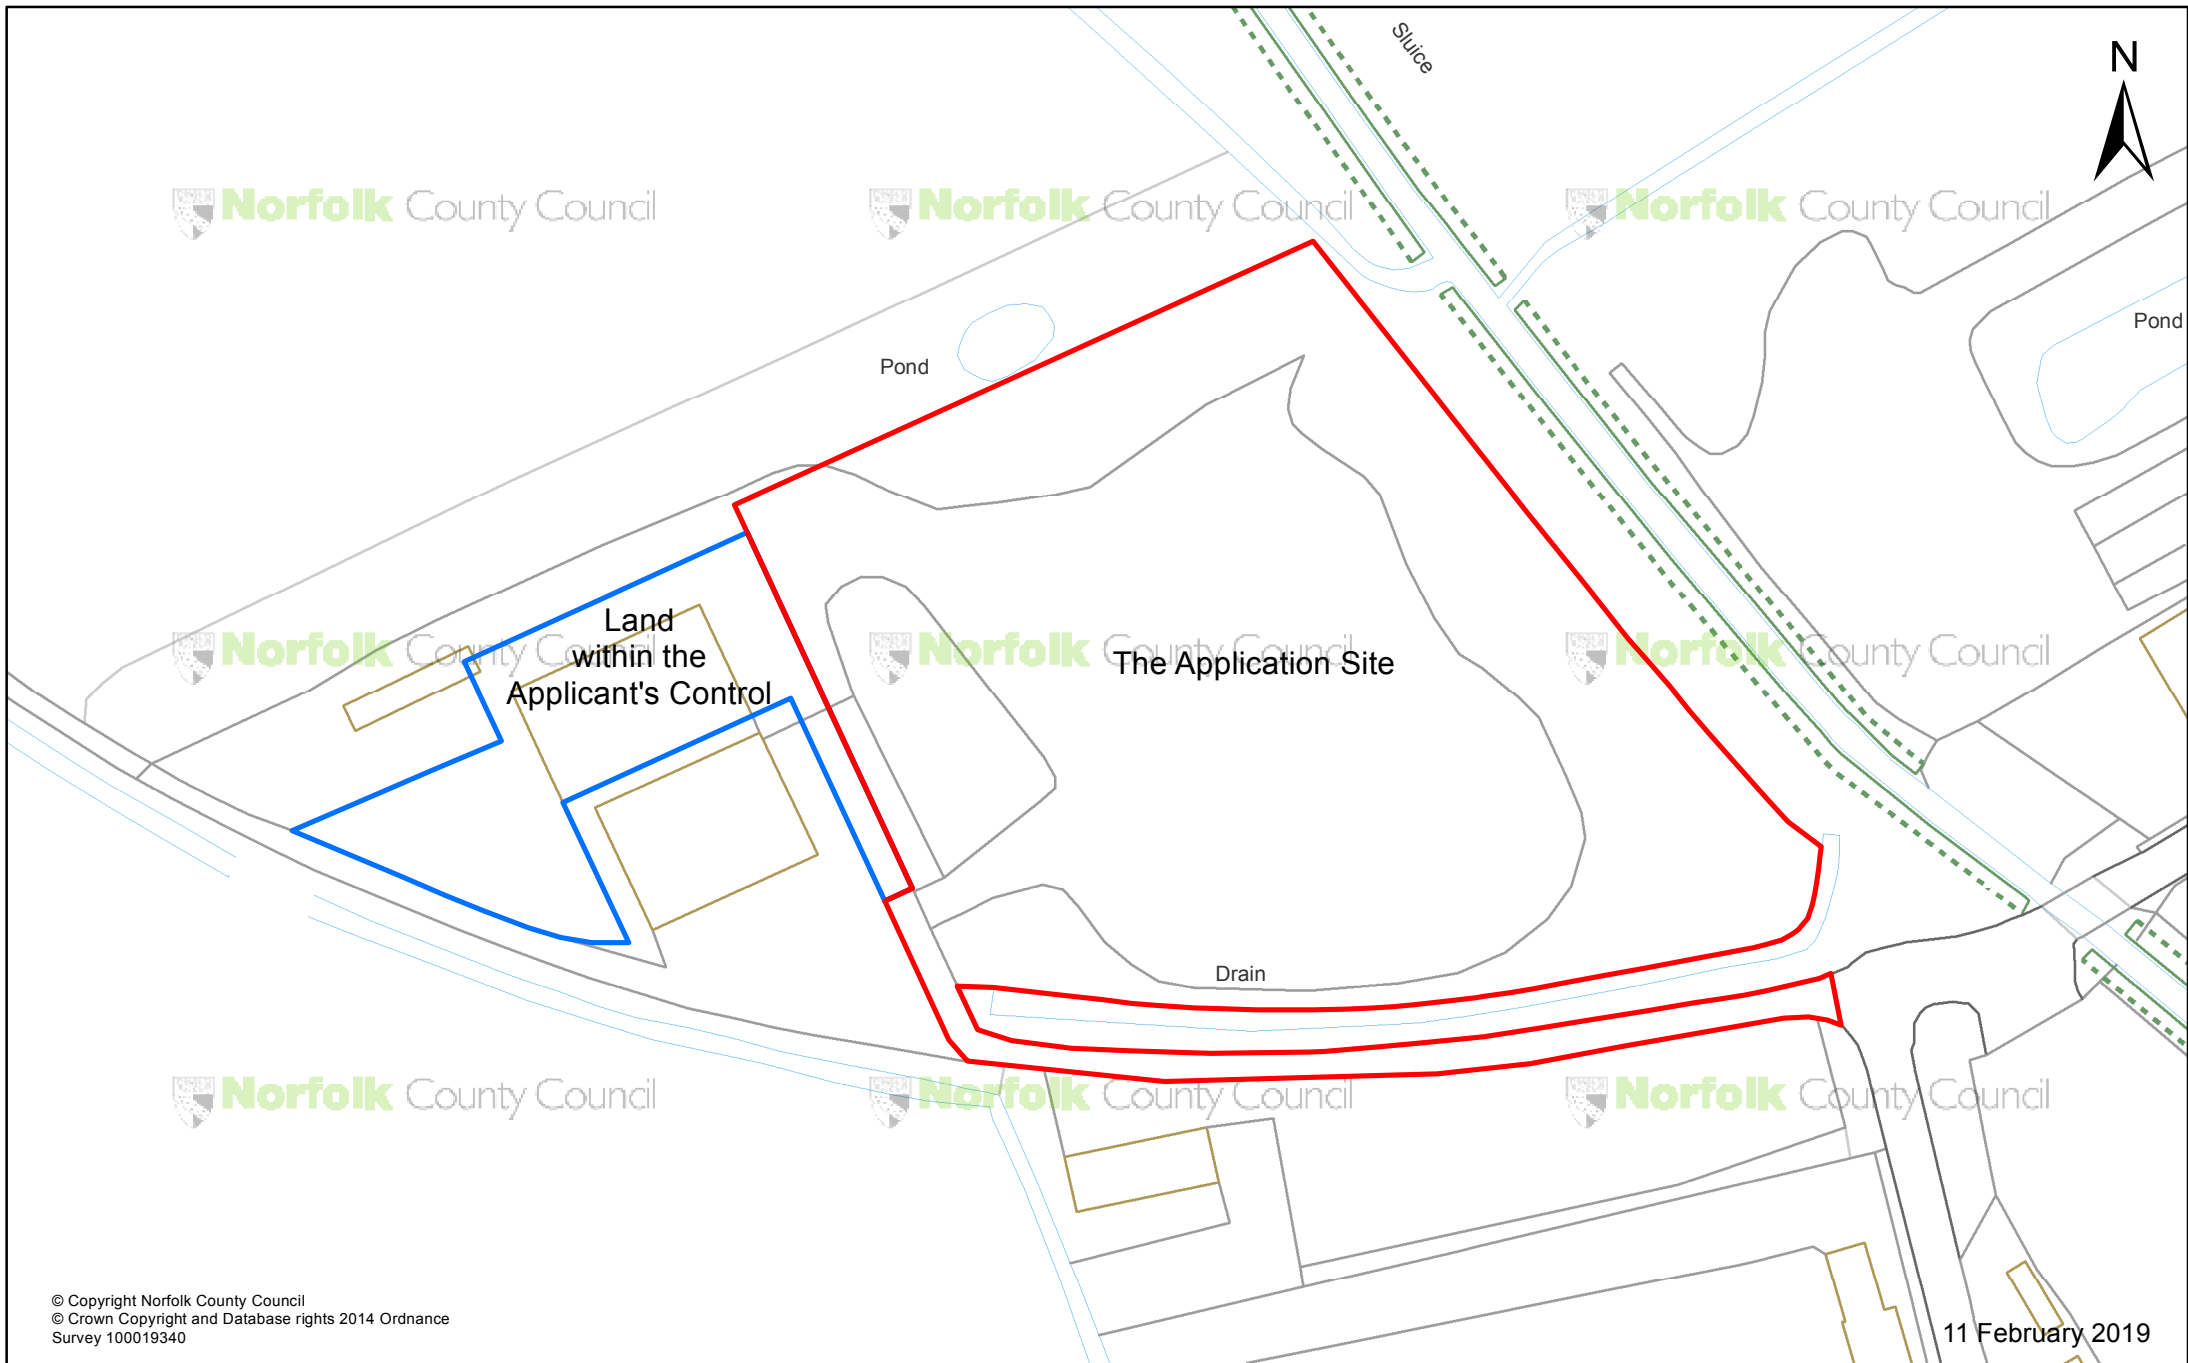 Sluice
N
Norfolk County Council
Norfolk County Council
Norfolk County Council
Pond
Pond
Land
within the
Applicant's Control
The Application Site
Norfolk County Council
Norfolk County Council
Norfolk County Council
Drain
Norfolk County Council
Norfolk County Council
Norfolk County Council
© Copyright Norfolk County Council
© Crown Copyright and Database rights 2014 Ordnance
Survey 100019340
11 February 2019